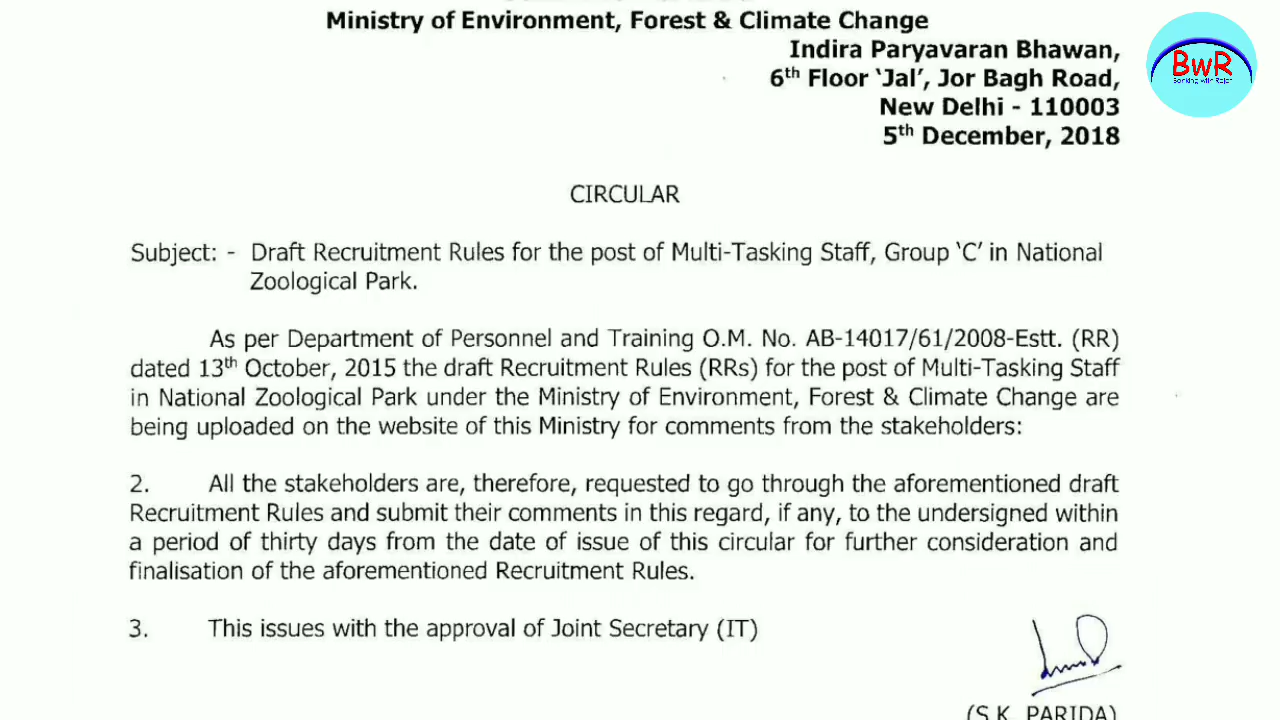 Ministry of Environment, Forest & Climate Change
Indira Paryavaran Bhawan,
6th Floor 'Jal', Jor Bagh Road,
New Delhi - 110003
5th December, 2018
BwR
Banking with Rajat
CIRCULAR
Subject: - Draft Recruitment Rules for the post of Multi-Tasking Staff, Group 'C' in National
Zoological Park.
As per Department of Personnel and Training O.M. No. AB-14017/61/2008-Estt. (RR)
dated 13th October, 2015 the draft Recruitment Rules (RRs) for the post of Multi-Tasking Staff
in National Zoological Park under the Ministry of Environment, Forest & Climate Change are
being uploaded on the website of this Ministry for comments from the stakeholders:
2. All the stakeholders are, therefore, requested to go through the aforementioned draft
Recruitment Rules and submit their comments in this regard, if any, to the undersigned within
a period of thirty days from the date of issue of this circular for further consideration and
finalisation of the aforementioned Recruitment Rules.
3. This issues with the approval of Joint Secretary (IT)
(S.K. PARIDA)